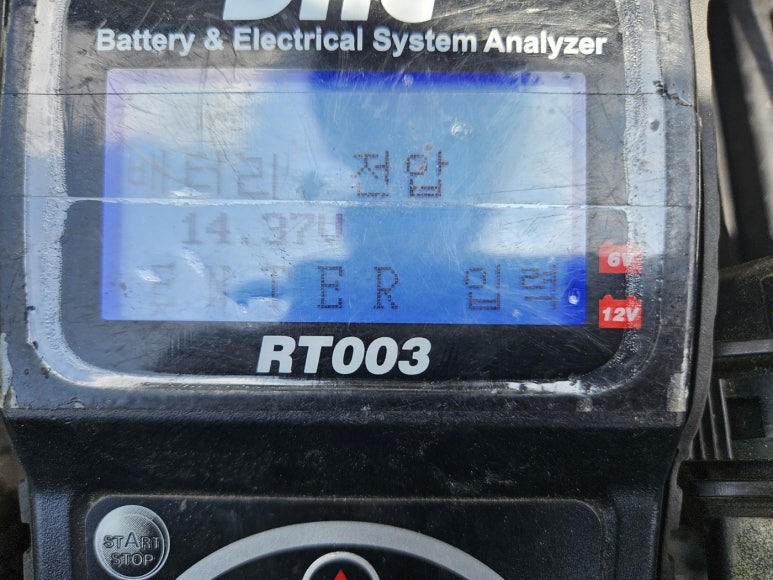 Battery & Electrical System Analyzer
배터리 전압
14.97V
ENTER 입력
6V
12V
RT003
START
STOP